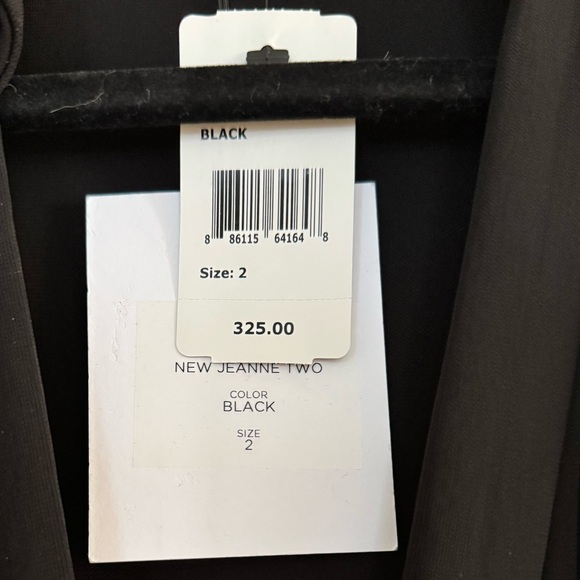 BLACK
8 86115 64164 8
Size: 2
325.00
NEW JEANNE TWO
COLOR
BLACK
SIZE
2